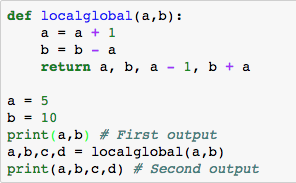 def localglobal(a,b):
    a = a + 1
    b = b - a
    return a, b, a - 1, b + a

a = 5
b = 10
print(a,b) # First output
a,b,c,d = localglobal(a,b)
print(a,b,c,d) # Second output